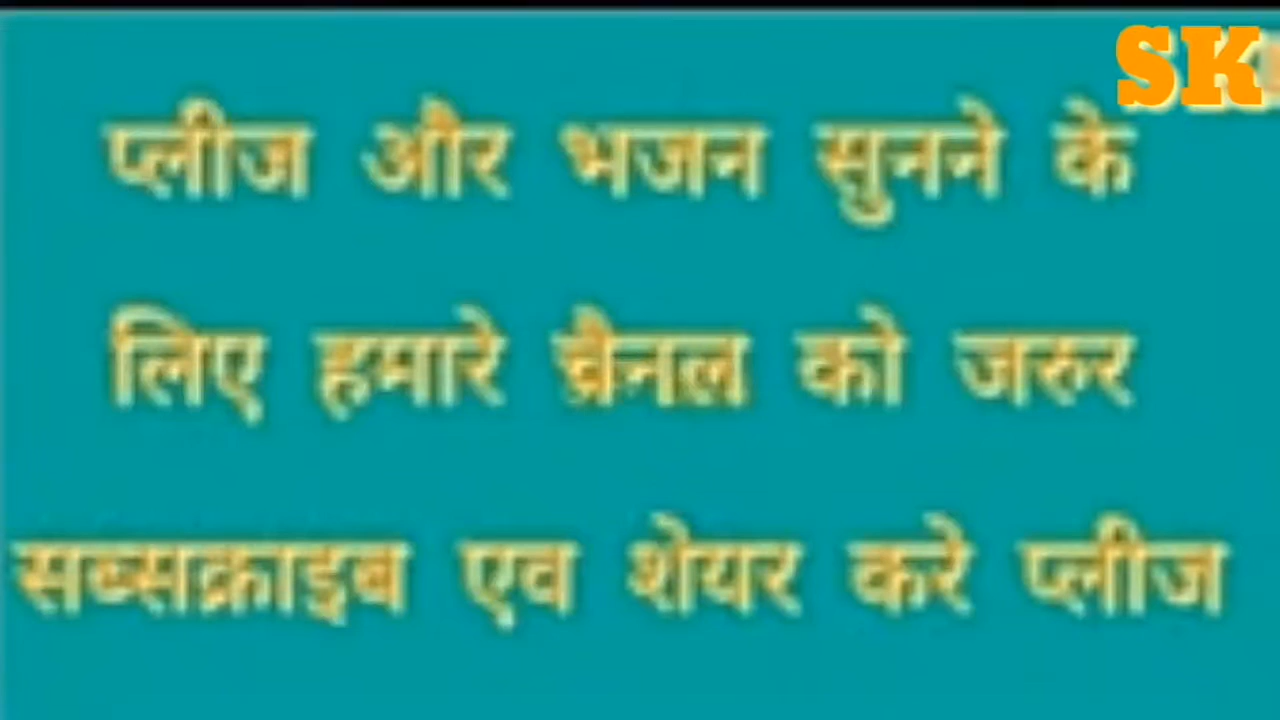 SK
प्लीज और भजन सुनने के
लिए हमारे चैनल को जरुर
सब्सक्राइब एव शेयर करे प्लीज